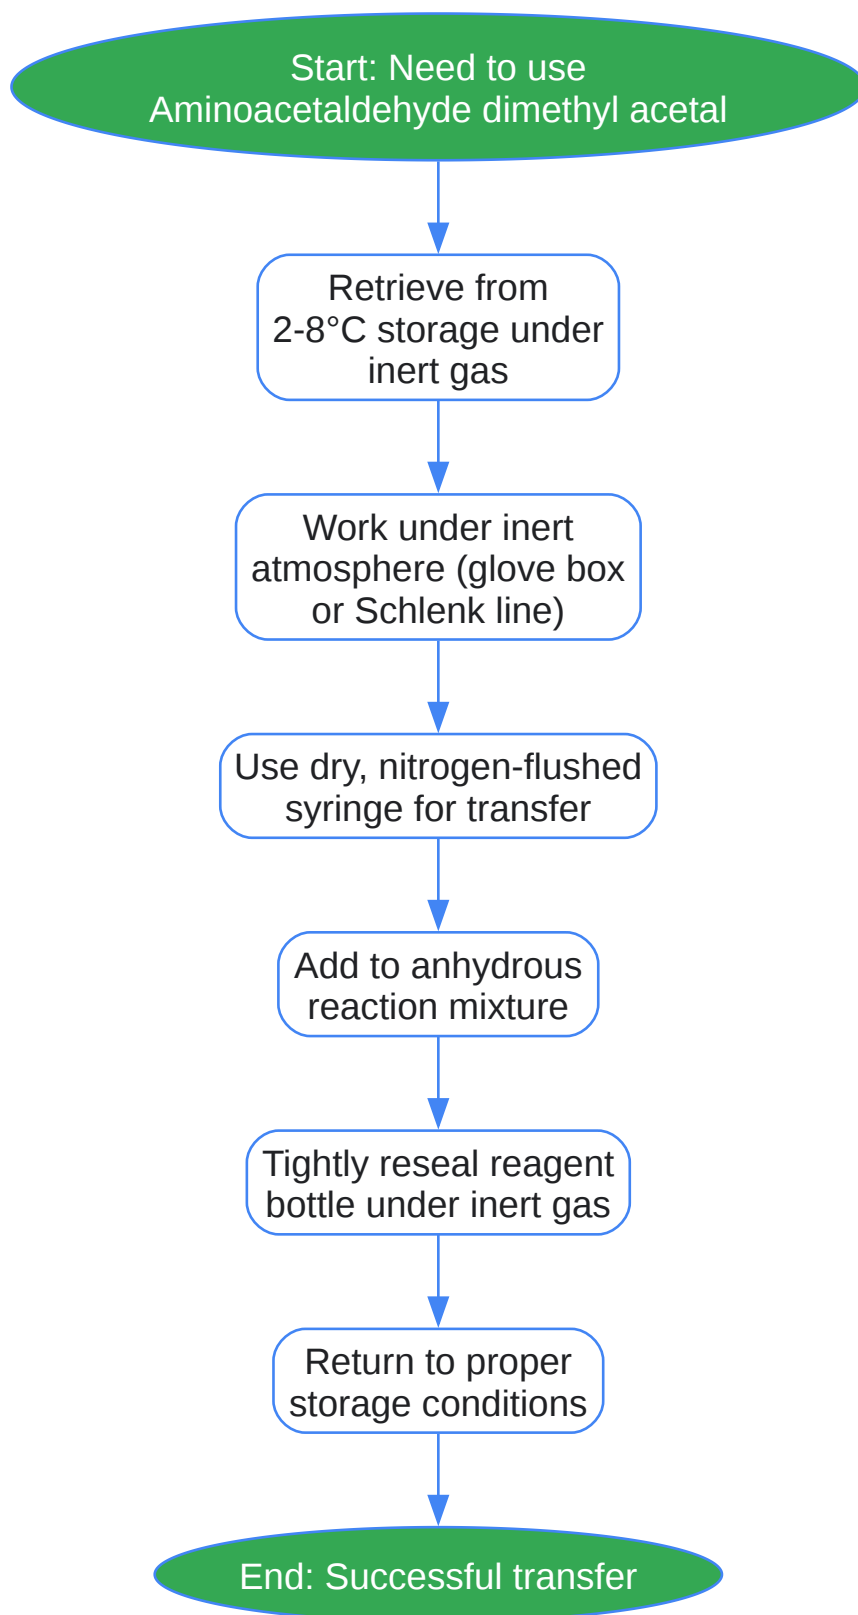 Start: Need to use
Aminoacetaldehyde dimethyl acetal
Retrieve from
2-8°C storage under
inert gas
Work under inert
atmosphere (glove box
or Schlenk line)
Use dry, nitrogen-flushed
syringe for transfer
Add to anhydrous
reaction mixture
Tightly reseal reagent
bottle under inert gas
Return to proper
storage conditions
End: Successful transfer